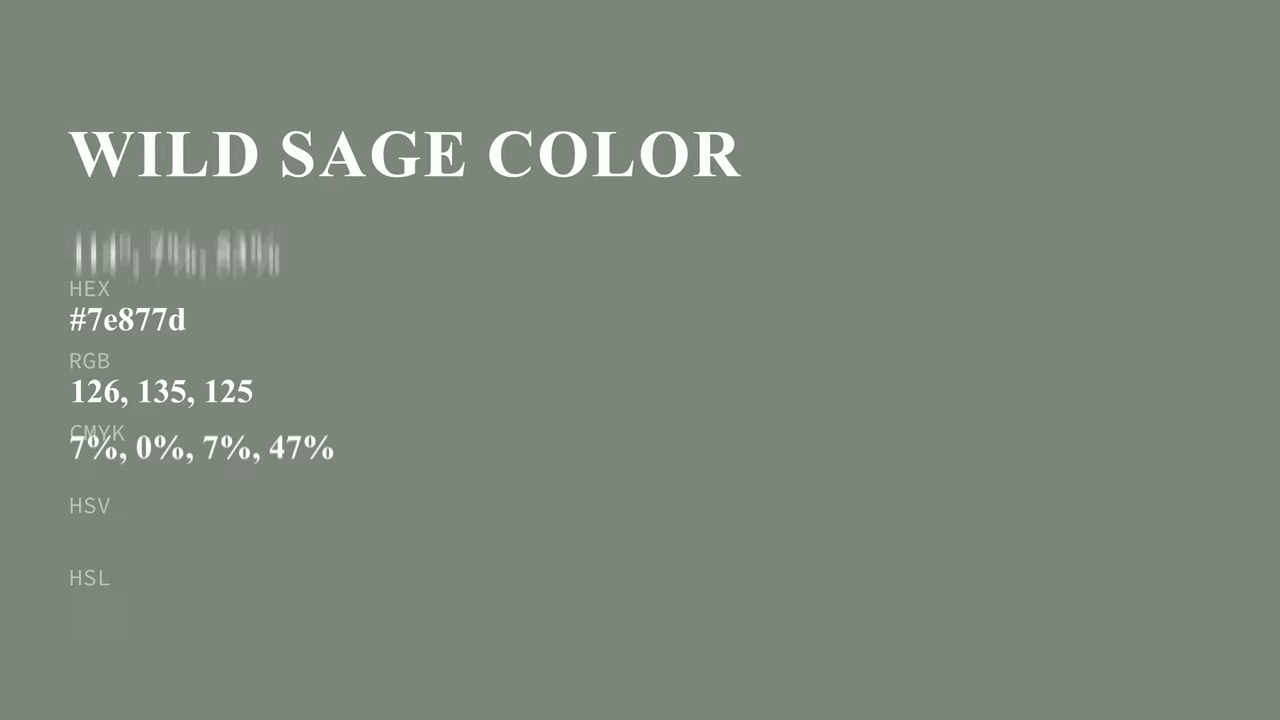 WILD SAGE COLOR
HEX
#7e877d
RGB
126, 135, 125
CMYK
7%, 0%, 7%, 47%
HSV
HSL